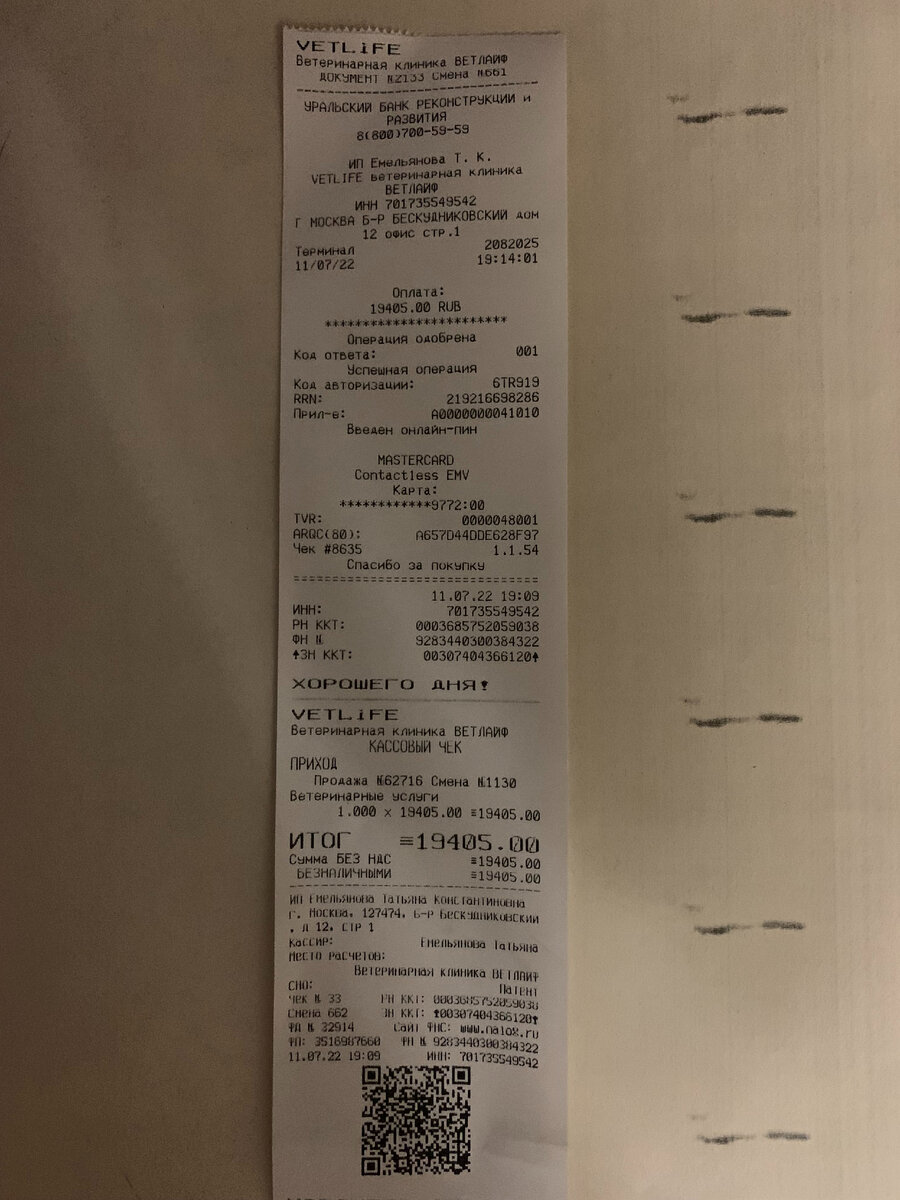 VETLiFE
Ветеринарная клиника ВЕТЛАЙФ
ДОКУМЕНТ №2133 Смена №661
УРАЛЬСКИЙ БАНК РЕКОНСТРУКЦИИ и
РАЗВИТИЯ
8(800)700-59-59
ИП Емельянова Т. К.
VETLIFE ветеринарная клиника
ВЕТЛАЙФ
ИНН 701735549542
Г МОСКВА Б-Р БЕСКУДНИКОВСКИЙ дом
12 офис стр.1
Терминал 2082025
11/07/22 19:14:01
Оплата:
19405.00 RUB
************************
Операция одобрена
Код ответа: 001
Успешная операция
Код авторизации: 6TR919
RRN: 219216698286
Прил-е: A0000000041010
Введен онлайн-пин
MASTERCARD
Contactless EMV
Карта:
************9772:00
TVR: 0000048001
ARQC(80): A657D44DDE628F97
Чек #8635 1.1.54
Спасибо за покупку
================================
11.07.22 19:09
ИНН: 701735549542
РН ККТ: 0003685752059038
ФН № 9283440300384322
↑ЗН ККТ: 00307404366120↑
ХОРОШЕГО ДНЯ!
VETLiFE
Ветеринарная клиника ВЕТЛАЙФ
КАССОВЫЙ ЧЕК
ПРИХОД
Продажа №62716 Смена №1130
Ветеринарные услуги
1.000 x 19405.00 ≡19405.00
ИТОГ ≡19405.00
Сумма БЕЗ НДС ≡19405.00
БЕЗНАЛИЧНЫМИ ≡19405.00
ИП Емельянова Татьяна Константиновна
г. Москва, 127474, Б-Р Бескудниковский
, д 12, СТР 1
Кассир: Емельянова Татьяна
Место расчетов:
Ветеринарная клиника ВЕТЛАЙФ
СНО: Патент
Чек № 33 РН ККТ: 0003685752059038
Смена 662 ЗН ККТ: ↑00307404366120↑
ФД № 32914 Сайт ФНС: www.nalog.ru
ФП: 3516987660 ФН № 9283440300384322
11.07.22 19:09 ИНН: 701735549542